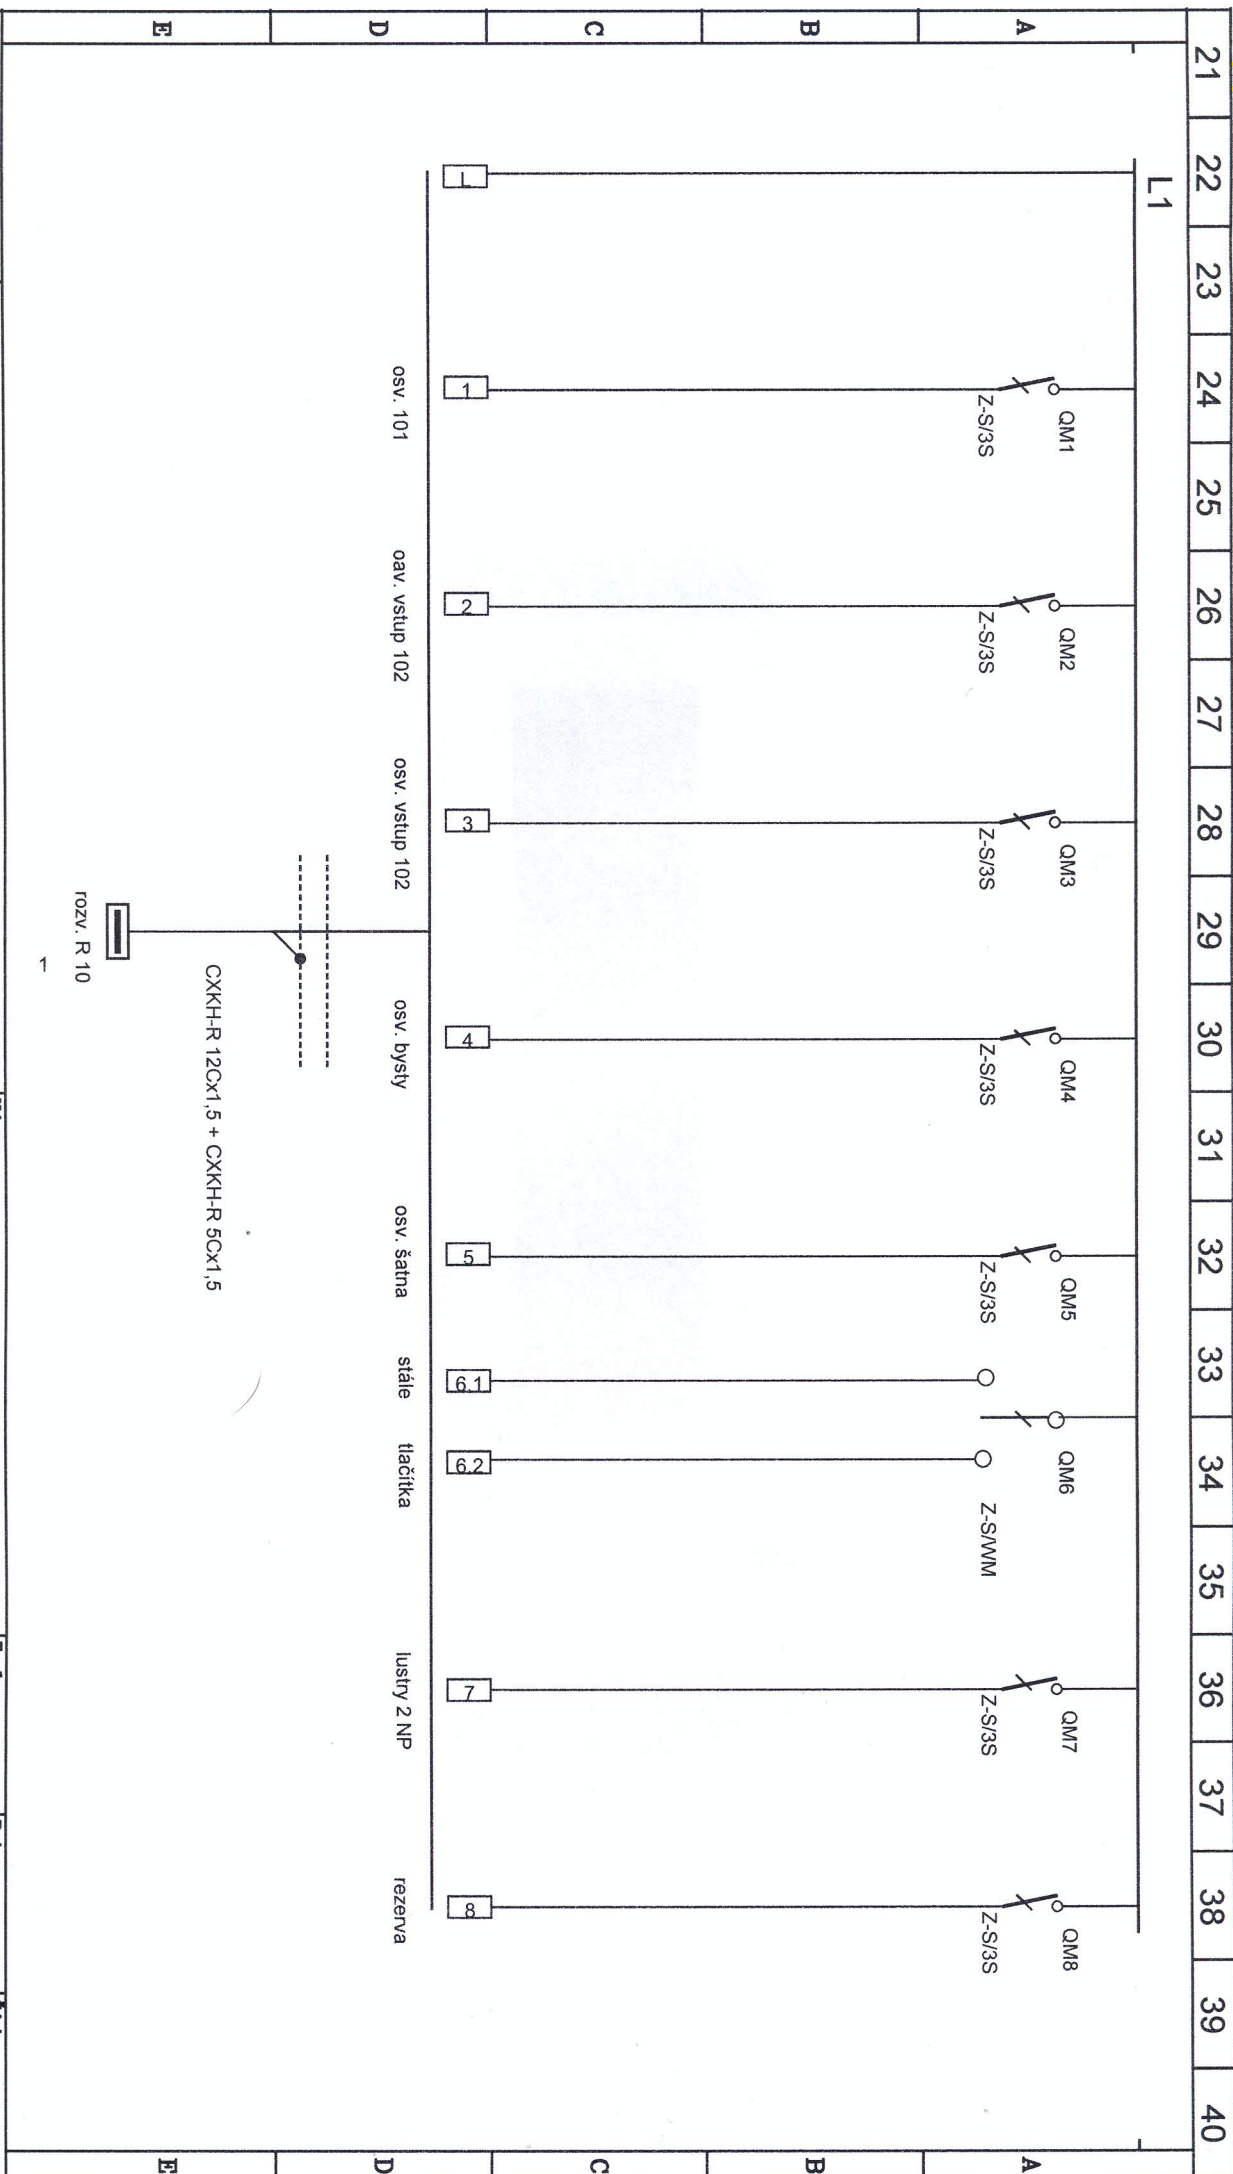 21 22 23 24 25 26 27 28 29 30 31 32 33 34 35 36 37 38 39 40
L1
A A
QM1 QM2 QM3 QM4 QM5 QM6 QM7 QM8
Z-S/3S Z-S/3S Z-S/3S Z-S/3S Z-S/3S Z-S/WM Z-S/3S Z-S/3S
B B
C C
L 1 2 3 4 5 6.1 6.2 7 8
osv. 101 oav. vstup 102 osv. vstup 102 osv. bysty osv. šatna stále tlačítka lustry 2 NP rezerva
D D
CXKH-R 12Cx1,5 + CXKH-R 5Cx1,5
E E
rozv. R 10